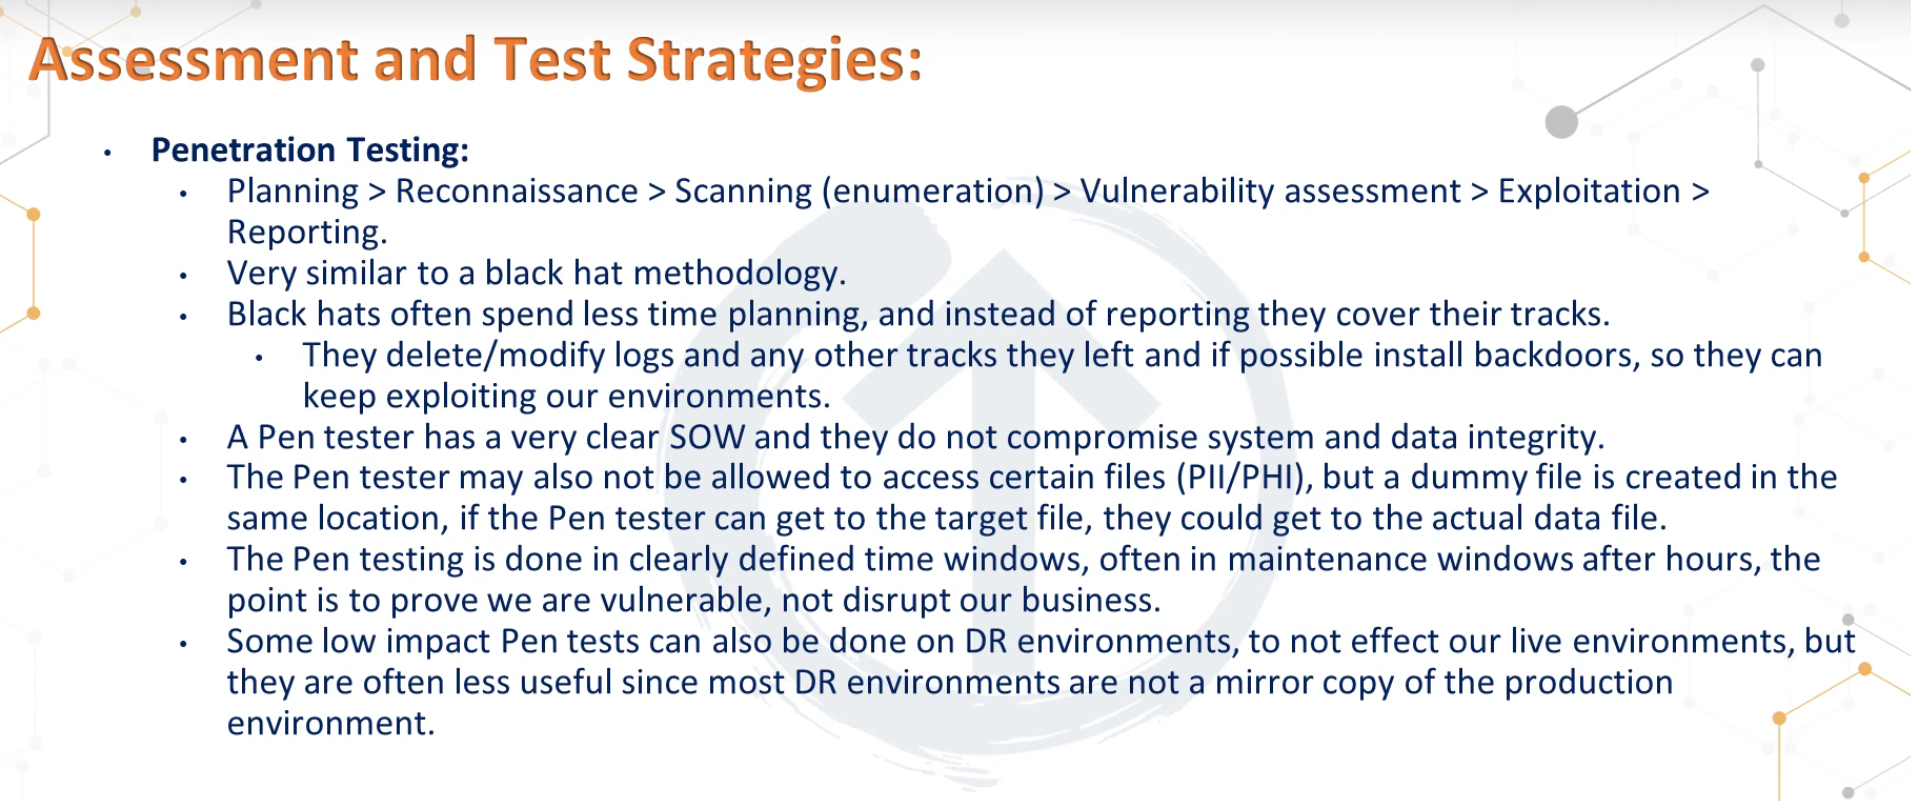 Assessment and Test Strategies:
• Penetration Testing:
• Planning > Reconnaissance > Scanning (enumeration) > Vulnerability assessment > Exploitation >
Reporting.
• Very similar to a black hat methodology.
• Black hats often spend less time planning, and instead of reporting they cover their tracks.
• They delete/modify logs and any other tracks they left and if possible install backdoors, so they can
keep exploiting our environments.
• A Pen tester has a very clear SOW and they do not compromise system and data integrity.
• The Pen tester may also not be allowed to access certain files (PII/PHI), but a dummy file is created in the
same location, if the Pen tester can get to the target file, they could get to the actual data file.
• The Pen testing is done in clearly defined time windows, often in maintenance windows after hours, the
point is to prove we are vulnerable, not disrupt our business.
• Some low impact Pen tests can also be done on DR environments, to not effect our live environments, but
they are often less useful since most DR environments are not a mirror copy of the production
environment.